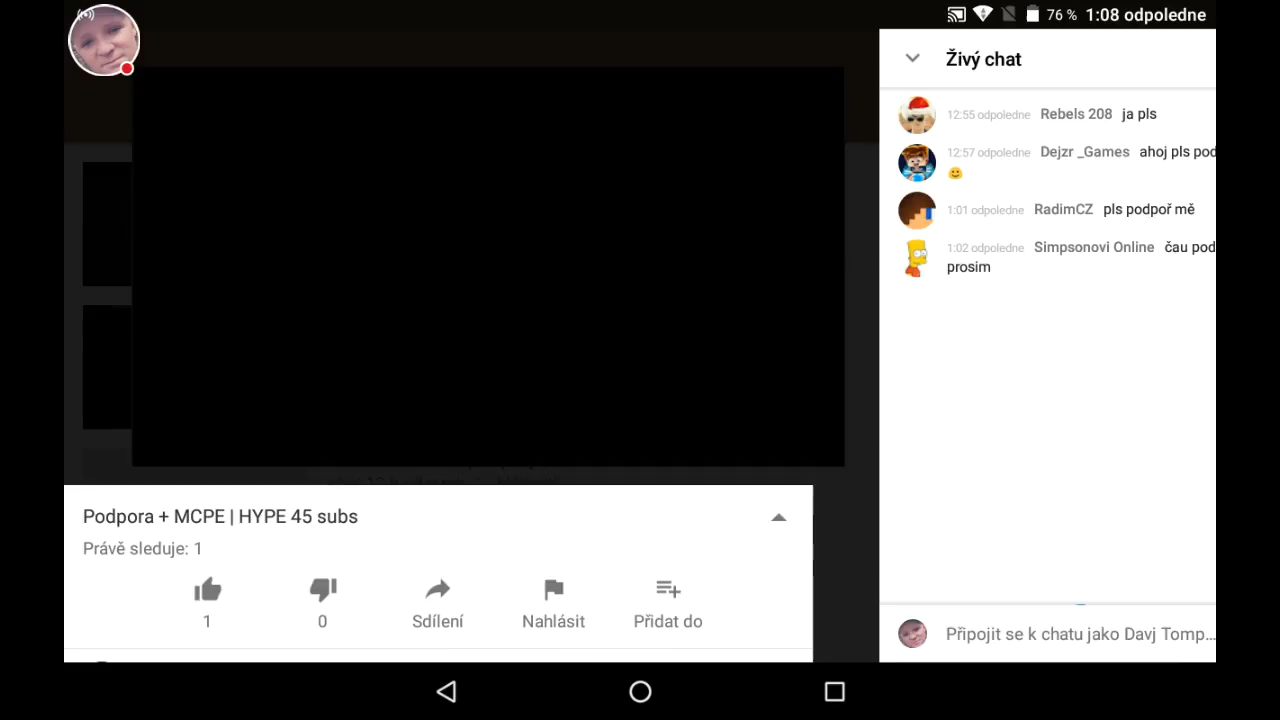 76 % 1:08 odpoledne
Živý chat
12:55 odpoledne Rebels 208 ja pls
12:57 odpoledne Dejzr _Games ahoj pls pod
1:01 odpoledne RadimCZ pls podpoř mě
1:02 odpoledne Simpsonovi Online čau pod
prosim
Podpora + MCPE | HYPE 45 subs
Právě sleduje: 1
1 0 Sdílení Nahlásit Přidat do
Připojit se k chatu jako Davj Tomp...